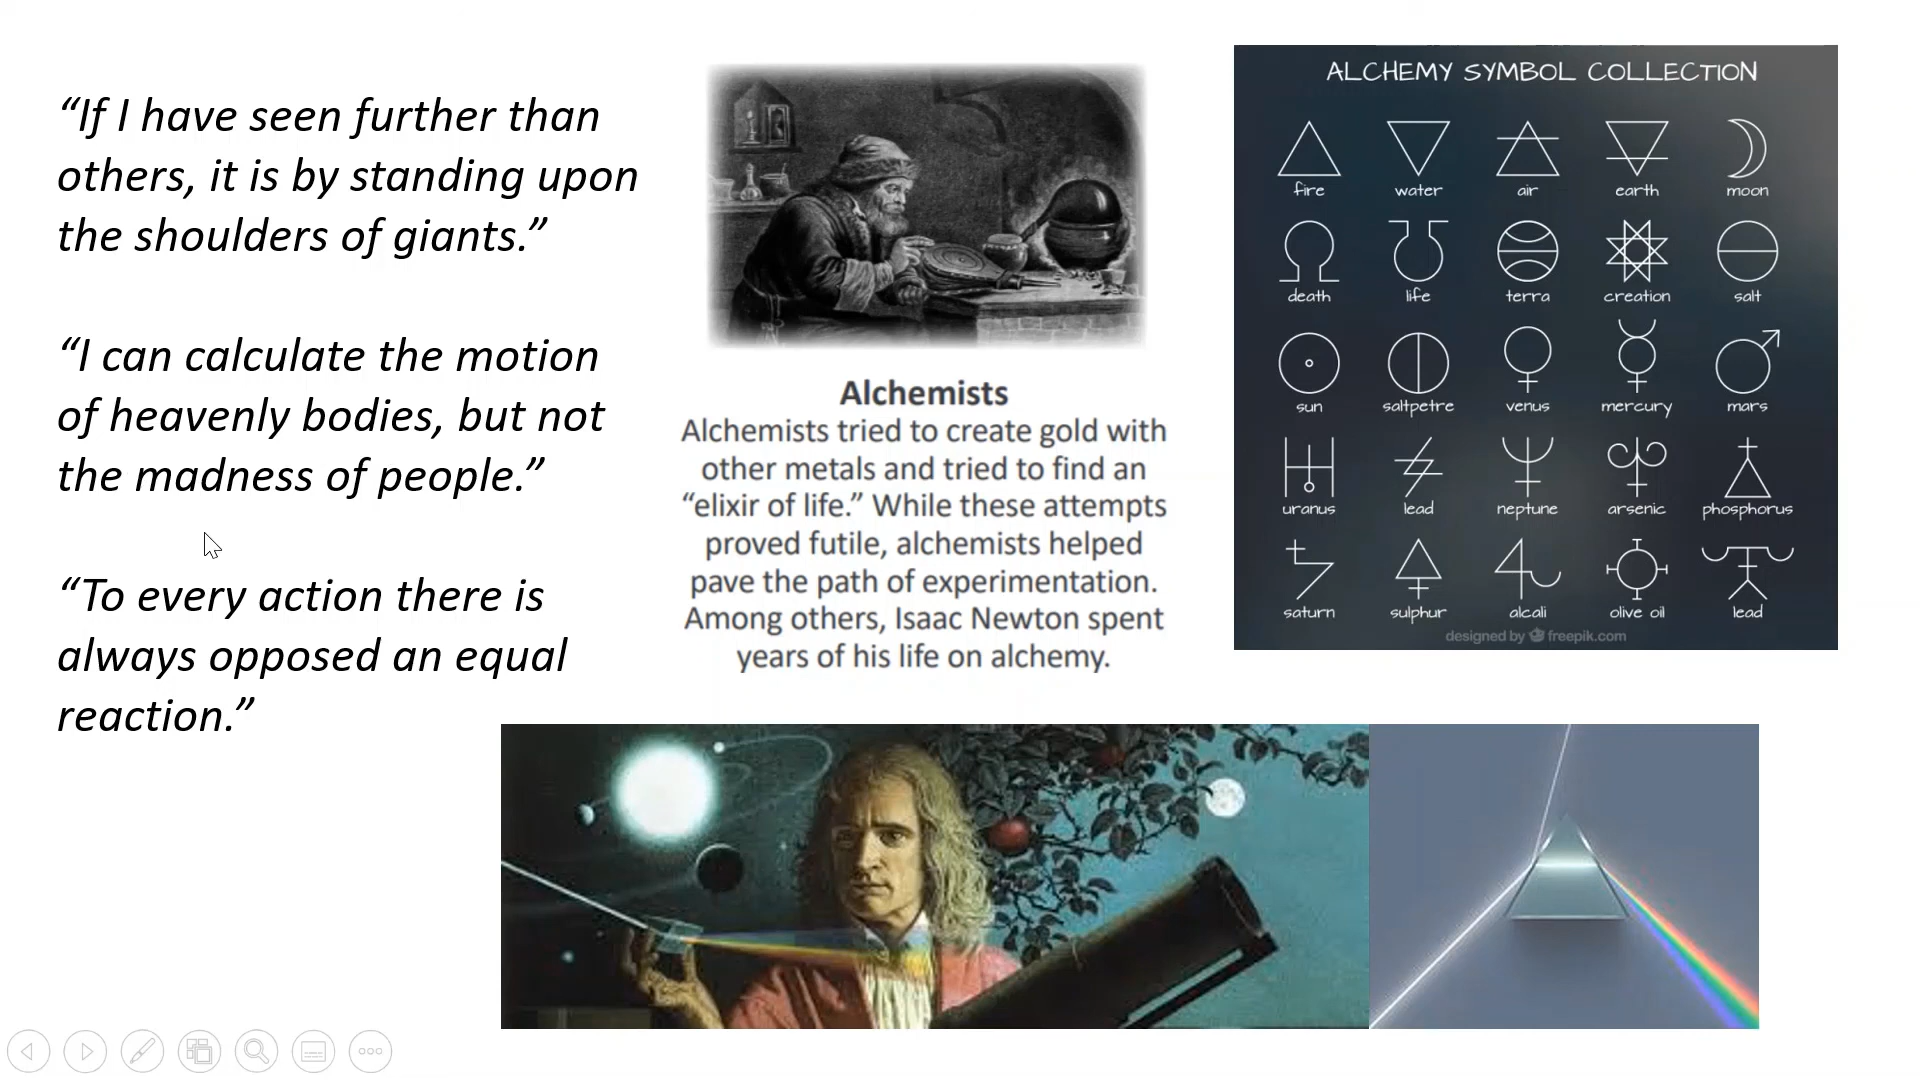 “If I have seen further than
others, it is by standing upon
the shoulders of giants.”
“I can calculate the motion
of heavenly bodies, but not
the madness of people.”
“To every action there is
always opposed an equal
reaction.”
Alchemists
Alchemists tried to create gold with
other metals and tried to find an
“elixir of life.” While these attempts
proved futile, alchemists helped
pave the path of experimentation.
Among others, Isaac Newton spent
years of his life on alchemy.
ALCHEMY SYMBOL COLLECTION
fire water air earth moon
death life terra creation salt
sun saltpetre venus mercury mars
uranus lead neptune arsenic phosphorus
saturn sulphur alcali olive oil lead
designed by freepik.com